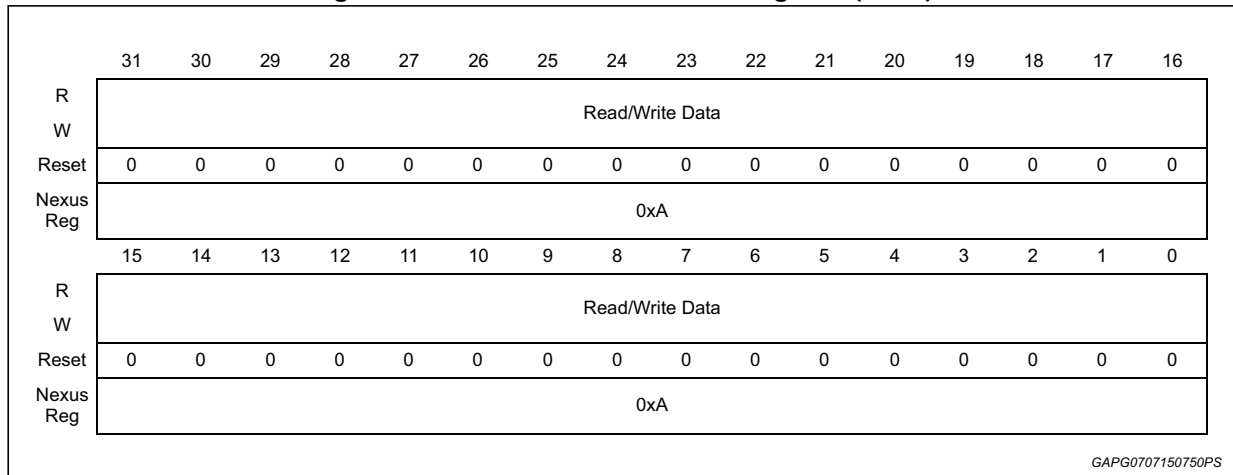 31 30 29 28 27 26 25 24 23 22 21 20 19 18 17 16
R
Read/Write Data
W
Reset 0 0 0 0 0 0 0 0 0 0 0 0 0 0 0 0
Nexus
Reg
0xA
15 14 13 12 11 10 9 8 7 6 5 4 3 2 1 0
R
Read/Write Data
W
Reset 0 0 0 0 0 0 0 0 0 0 0 0 0 0 0 0
Nexus
Reg
0xA
GAPG0707150750PS